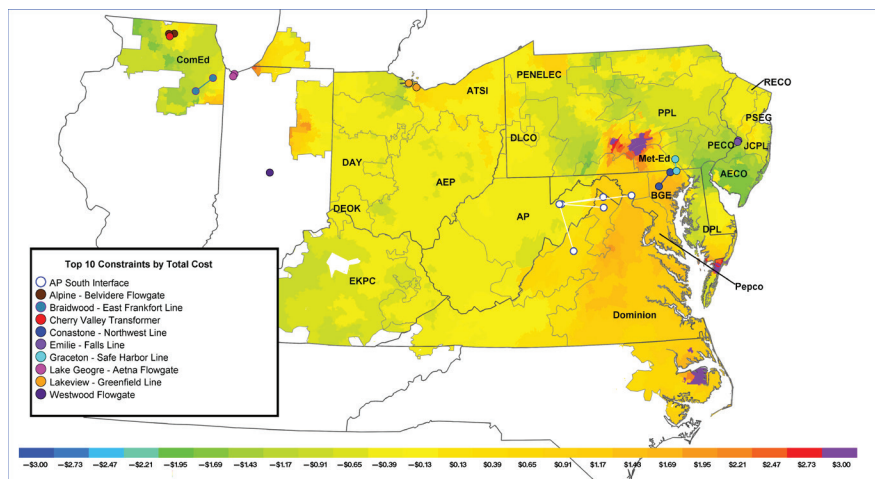 ComEd
ATSI
PENELEC
RECO
PPL
PSEG
DLCO
PECO
JCPL
Met-Ed
DAY
AEP
AECO
BGE
DEOK
AP
DPL
EKPC
Pepco
Dominion
Top 10 Constraints by Total Cost
AP South Interface
Alpine - Belvidere Flowgate
Braidwood - East Frankfort Line
Cherry Valley Transformer
Conastone - Northwest Line
Emilie - Falls Line
Graceton - Safe Harbor Line
Lake Geogre - Aetna Flowgate
Lakeview - Greenfield Line
Westwood Flowgate
–$3.00 –$2.73 –$2.47 –$2.21 –$1.95 –$1.69 –$1.43 –$1.17 –$0.91 –$0.65 –$0.39 –$0.13 $0.13 $0.39 $0.65 $0.91 $1.17 $1.43 $1.69 $1.95 $2.21 $2.47 $2.73 $3.00